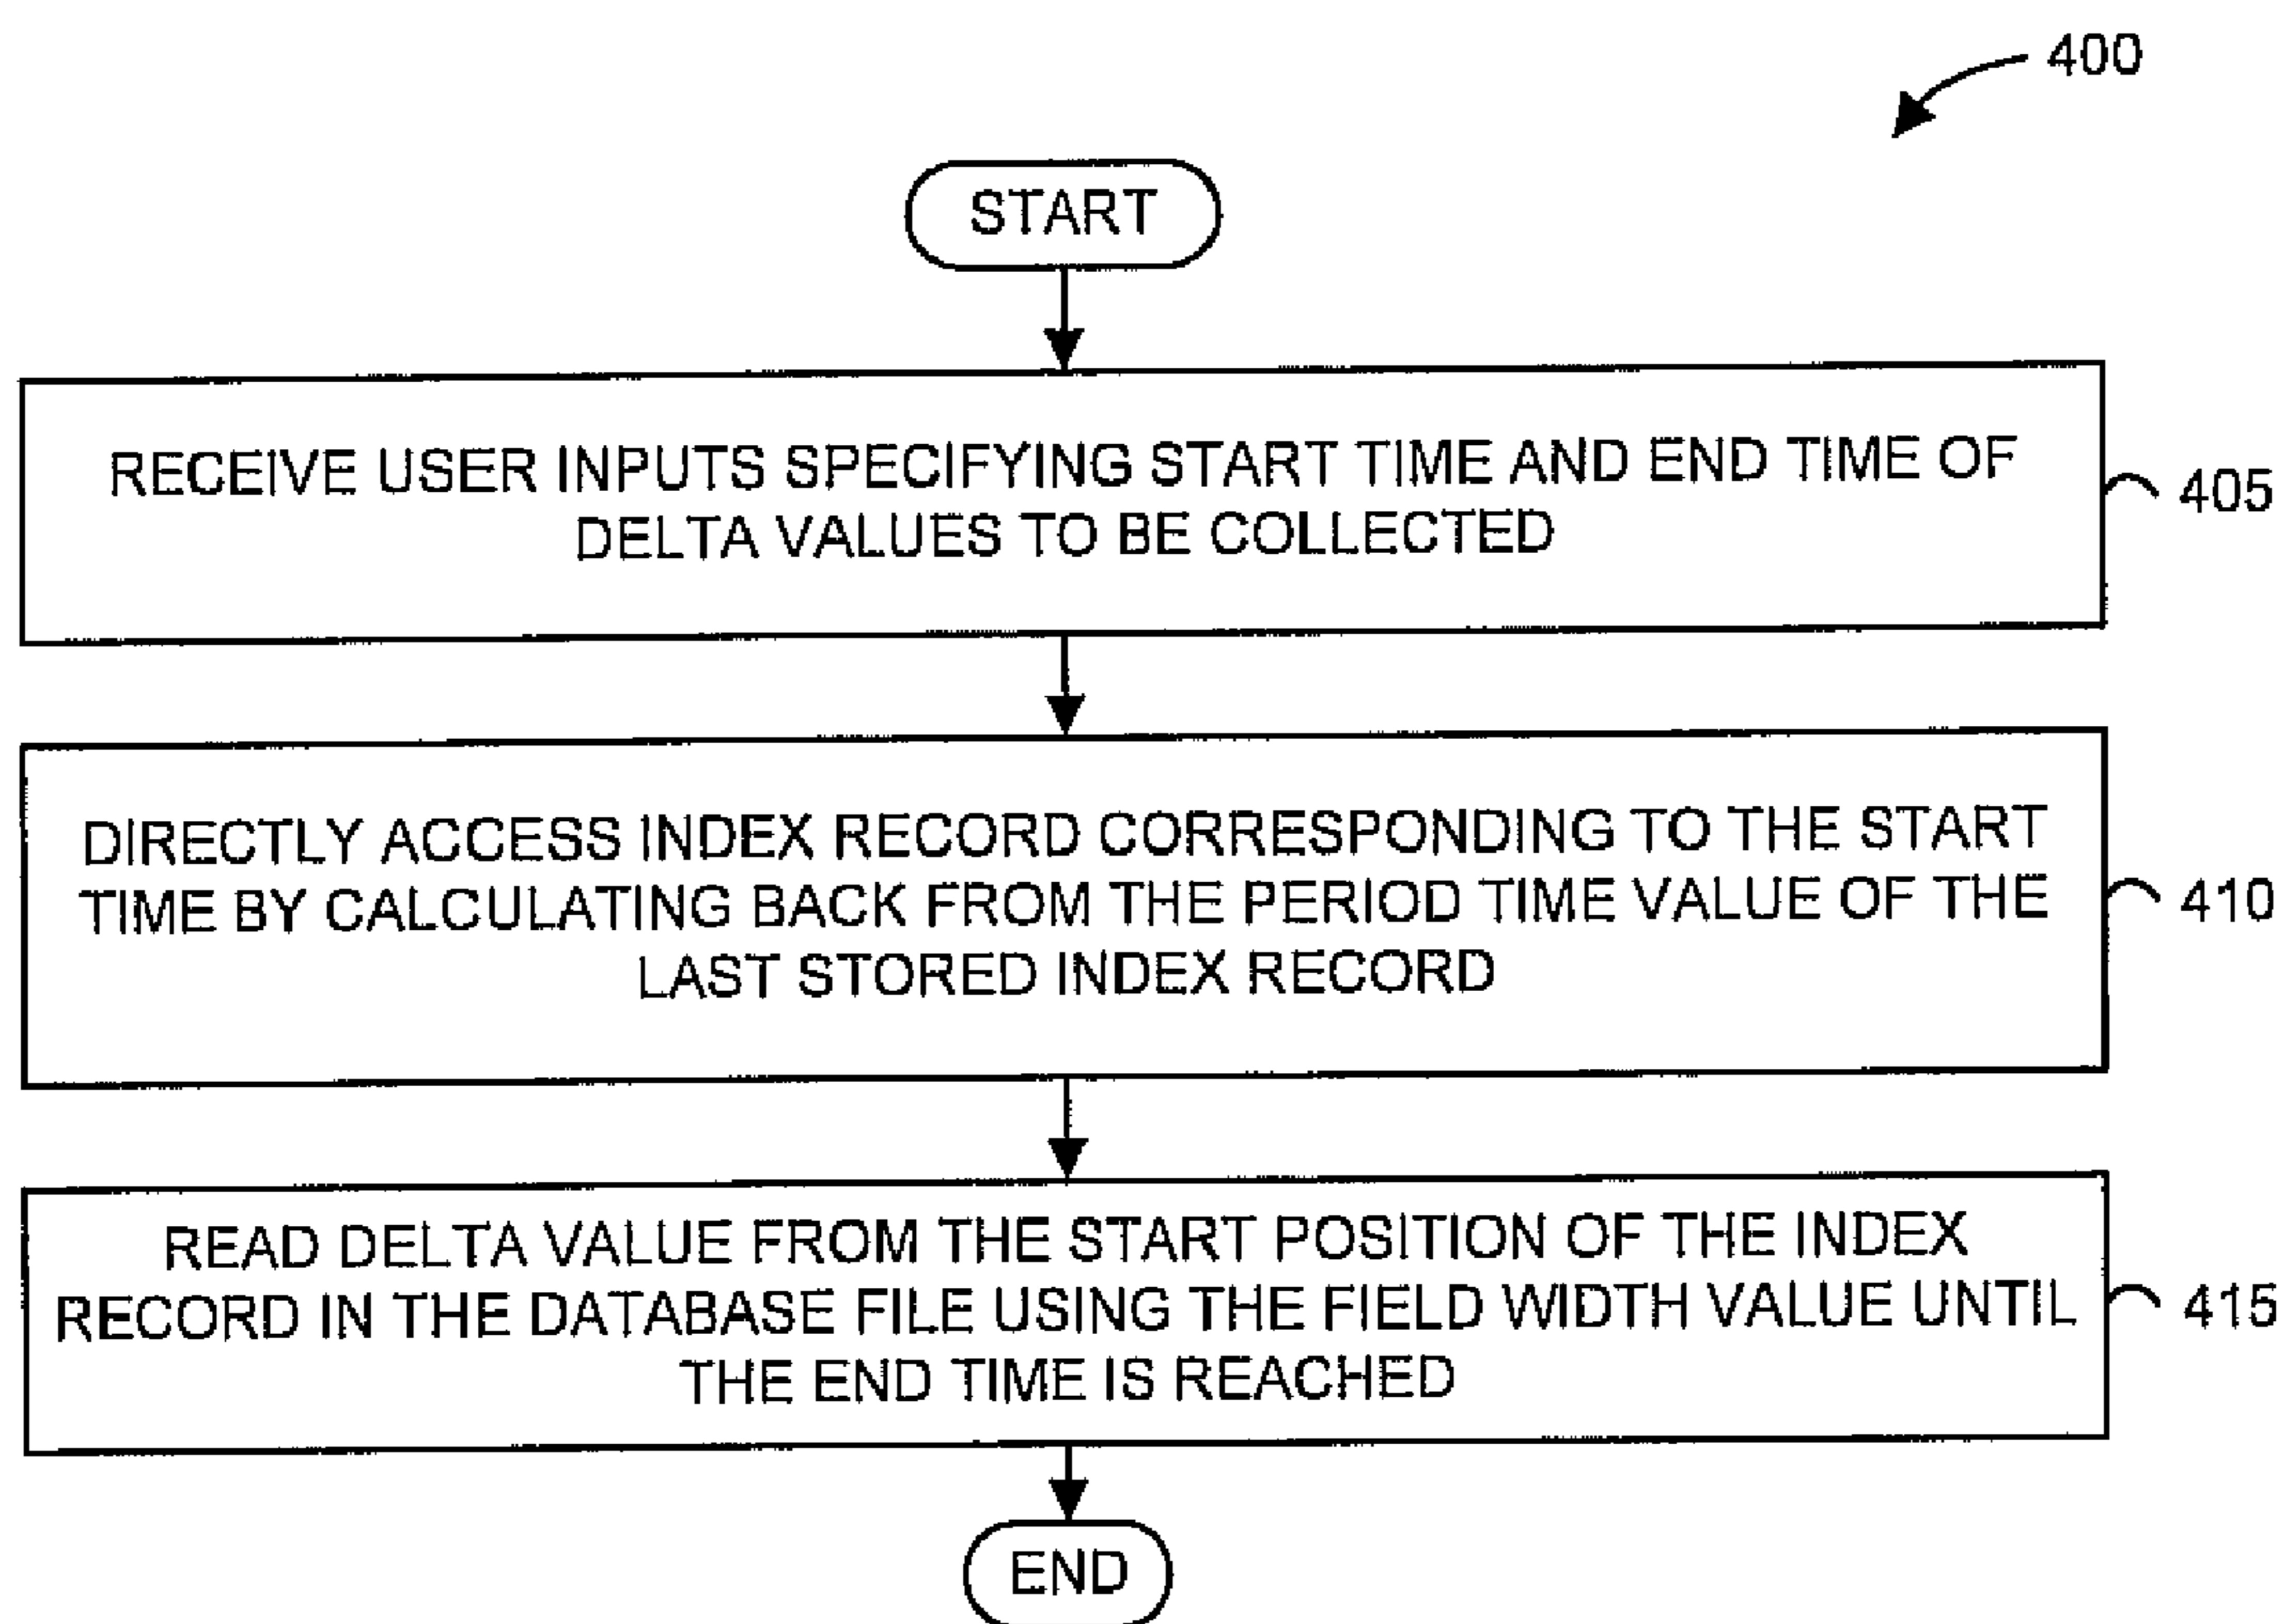 400
START
RECEIVE USER INPUTS SPECIFYING START TIME AND END TIME OF
DELTA VALUES TO BE COLLECTED
405
DIRECTLY ACCESS INDEX RECORD CORRESPONDING TO THE START
TIME BY CALCULATING BACK FROM THE PERIOD TIME VALUE OF THE
LAST STORED INDEX RECORD
410
READ DELTA VALUE FROM THE START POSITION OF THE INDEX
RECORD IN THE DATABASE FILE USING THE FIELD WIDTH VALUE UNTIL
THE END TIME IS REACHED
415
END